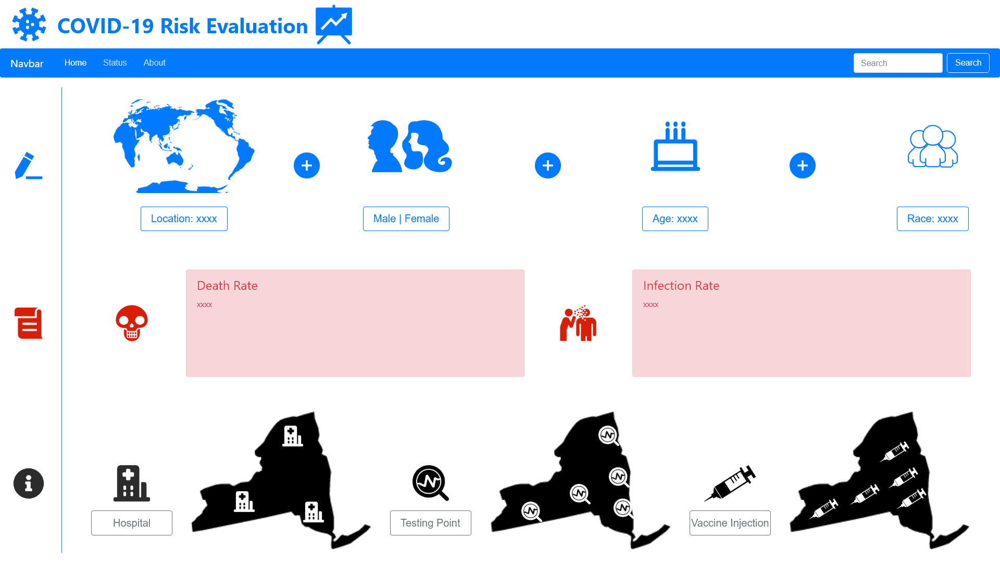 COVID-19 Risk Evaluation
Navbar Home Status About Search Search
Location: xxxx
Male | Female
Age: xxxx
Race: xxxx
Death Rate
xxxx
Infection Rate
xxxx
Hospital
Testing Point
Vaccine Injection